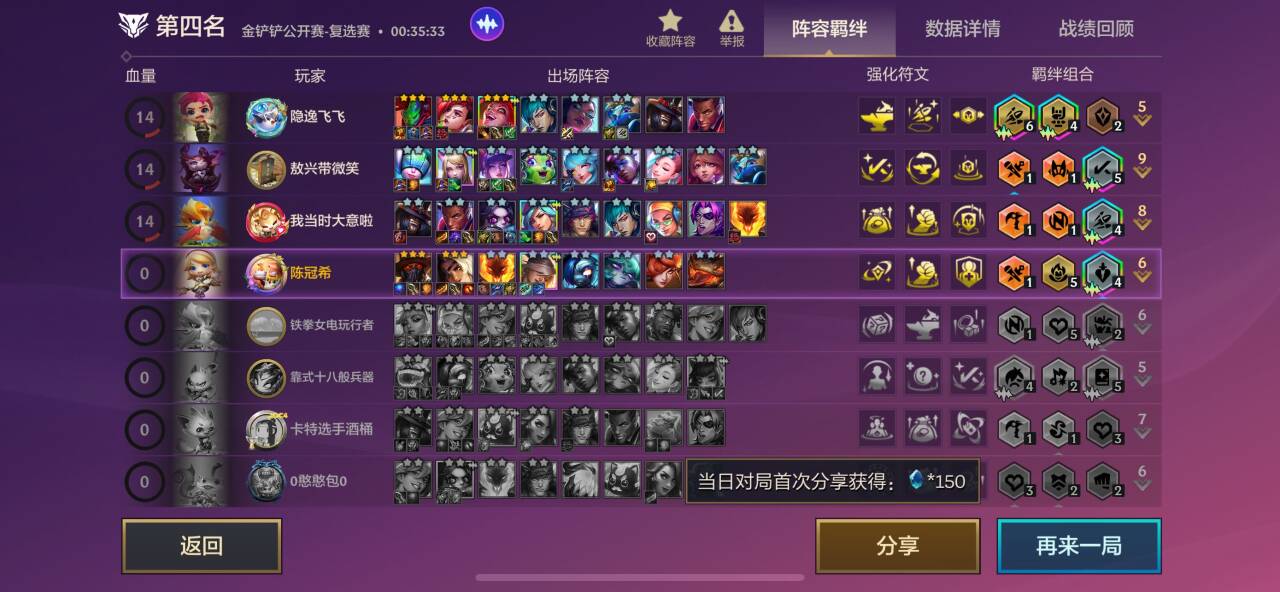 第四名 金铲铲公开赛-复选赛 • 00:35:33 收藏阵容 举报 阵容羁绊 数据详情 战绩回顾
血量 玩家 出场阵容 强化符文 羁绊组合
14 隐逸飞飞 6 4 2 5
14 敖兴带微笑 1 1 5 9
14 我当时大意啦 1 1 4 8
0 陈冠希 1 5 4 6
0 铁拳女电玩行者 1 5 2 6
0 靠式十八般兵器 4 2 5 5
0 卡特选手酒桶 1 1 3 7
0 0憨憨包0 3 2 2 6
当日对局首次分享获得： *150
返回 分享 再来一局